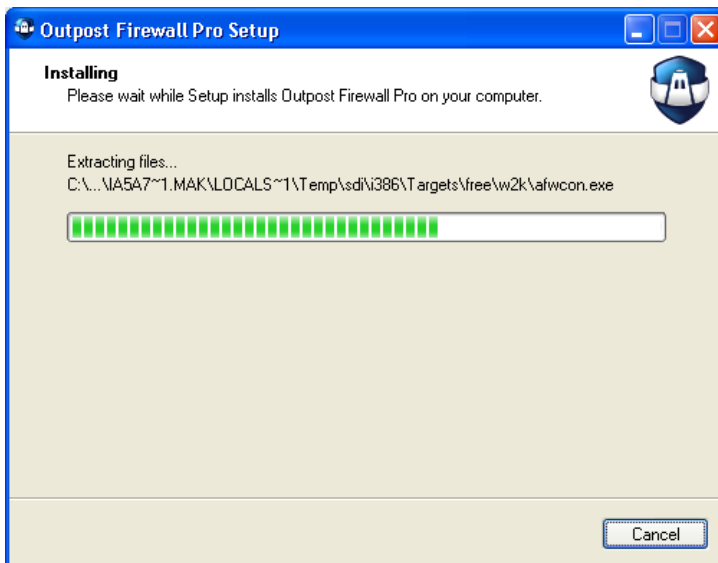 Outpost Firewall Pro Setup
Installing
Please wait while Setup installs Outpost Firewall Pro on your computer.
Extracting files...
C:\...\IA5A7~1.MAK\LOCALS~1\Temp\sdi\i386\Targets\free\w2k\afwcon.exe
Cancel